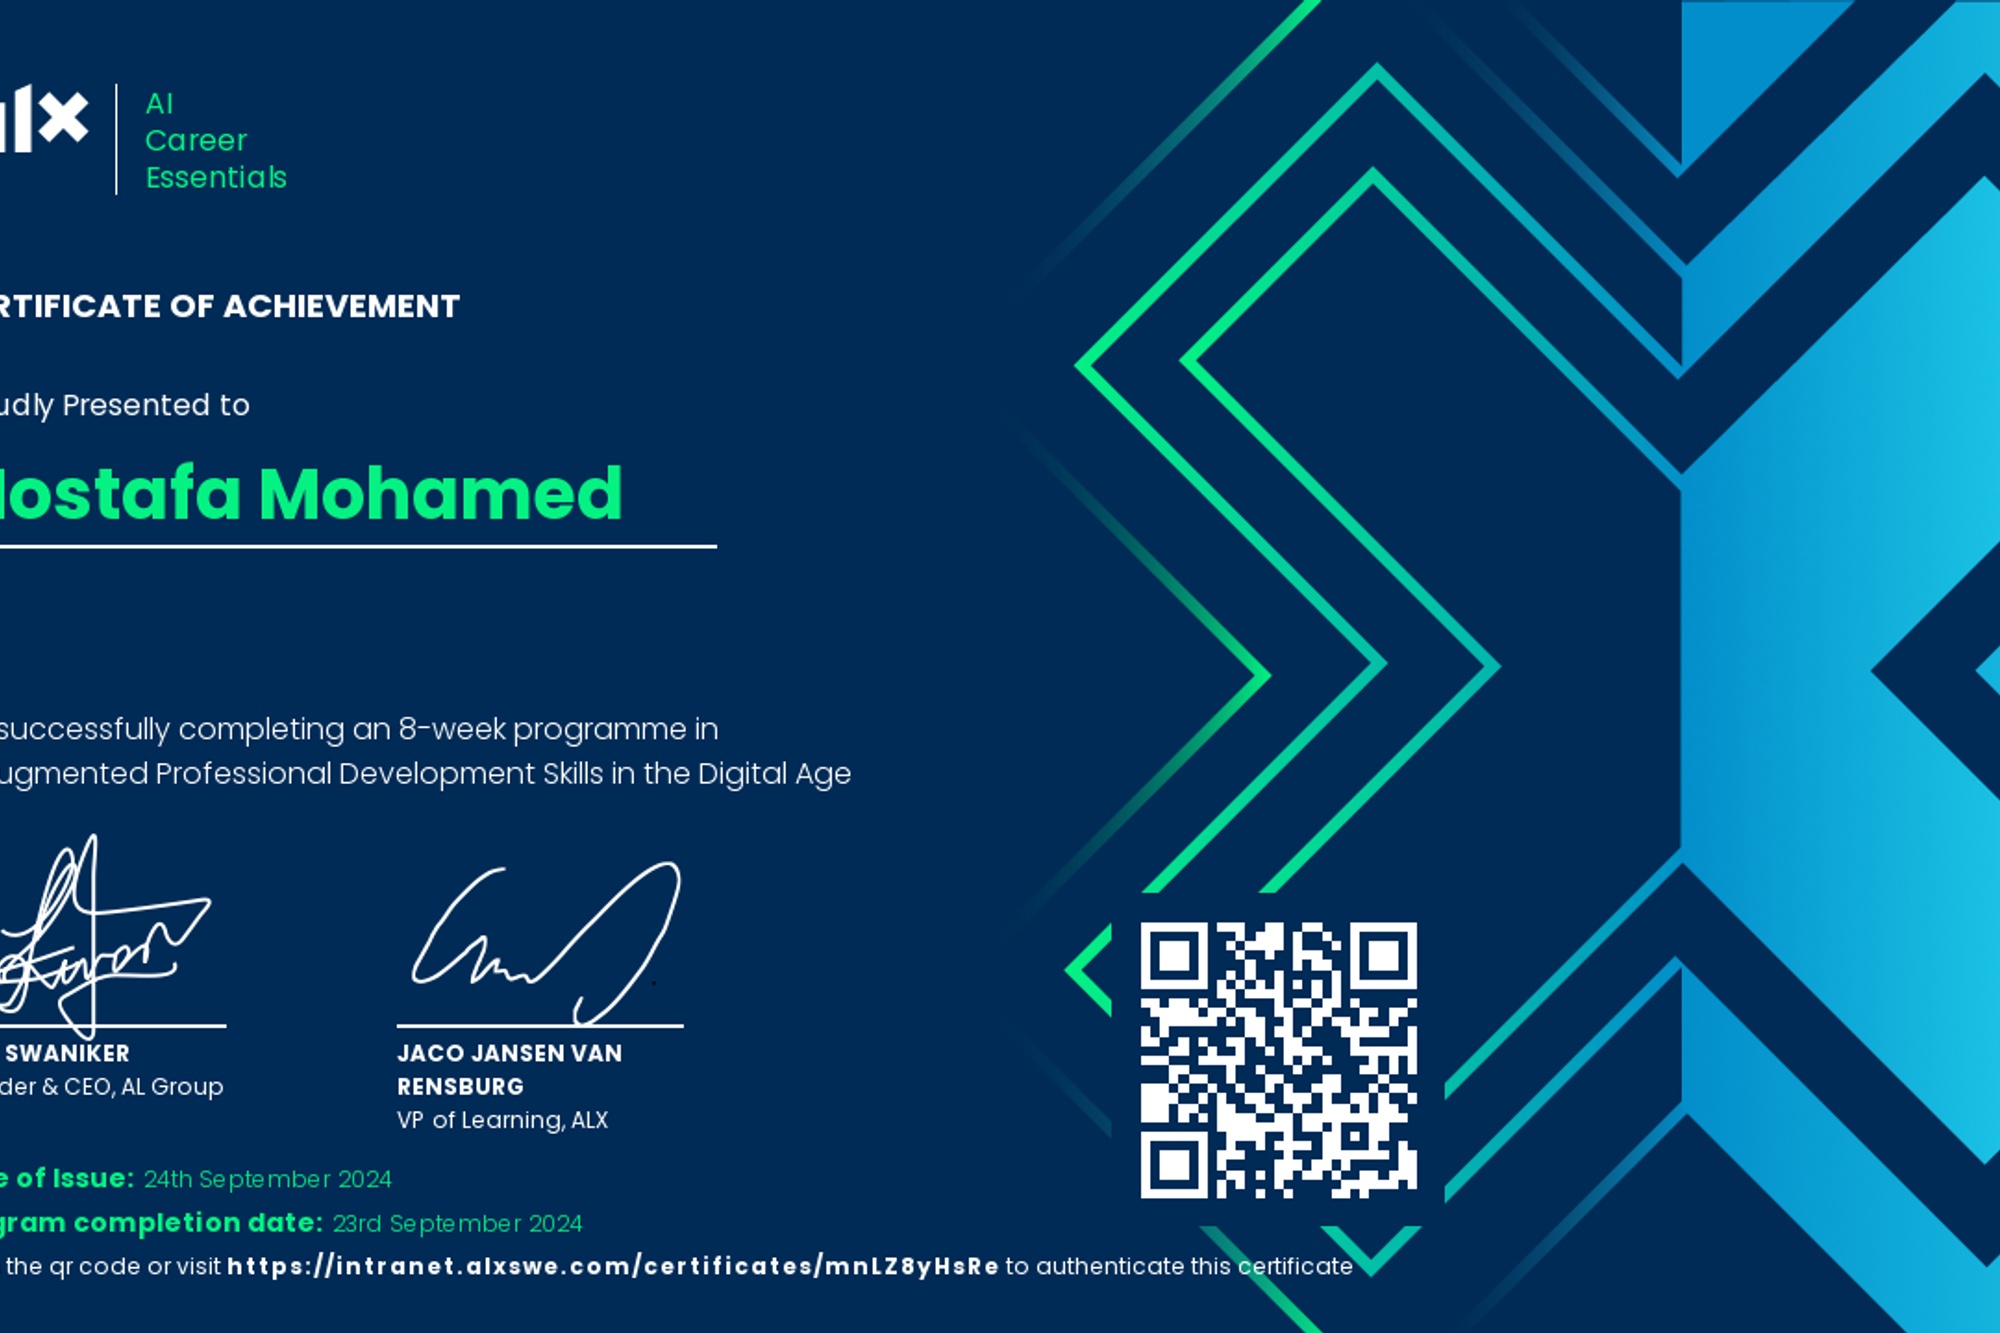 alx
AI
Career
Essentials
RTIFICATE OF ACHIEVEMENT
udly Presented to
ostafa Mohamed
successfully completing an 8-week programme in
ugmented Professional Development Skills in the Digital Age
SWANIKER
JACO JANSEN VAN
RENSBURG
der & CEO, AL Group
VP of Learning, ALX
e of Issue: 24th September 2024
gram completion date: 23rd September 2024
the qr code or visit https://intranet.alxswe.com/certificates/mnLZ8yHsRe to authenticate this certificate